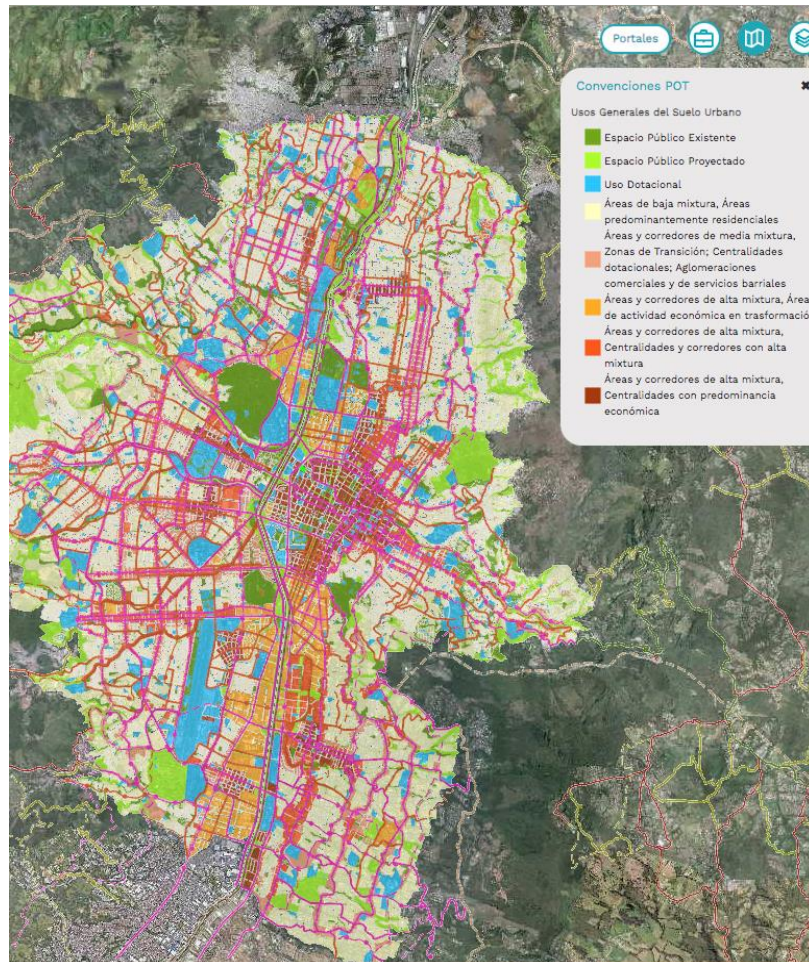 Portales
Convenciones POT
Usos Generales del Suelo Urbano
Espacio Público Existente
Espacio Público Proyectado
Uso Dotacional
Áreas de baja mixtura, Áreas
predominantemente residenciales
Áreas y corredores de media mixtura,
Zonas de Transición; Centralidades
dotacionales; Aglomeraciones
comerciales y de servicios barriales
Áreas y corredores de alta mixtura, Área
de actividad económica en trasformació
Áreas y corredores de alta mixtura,
Centralidades y corredores con alta
mixtura
Áreas y corredores de alta mixtura,
Centralidades con predominancia
económica